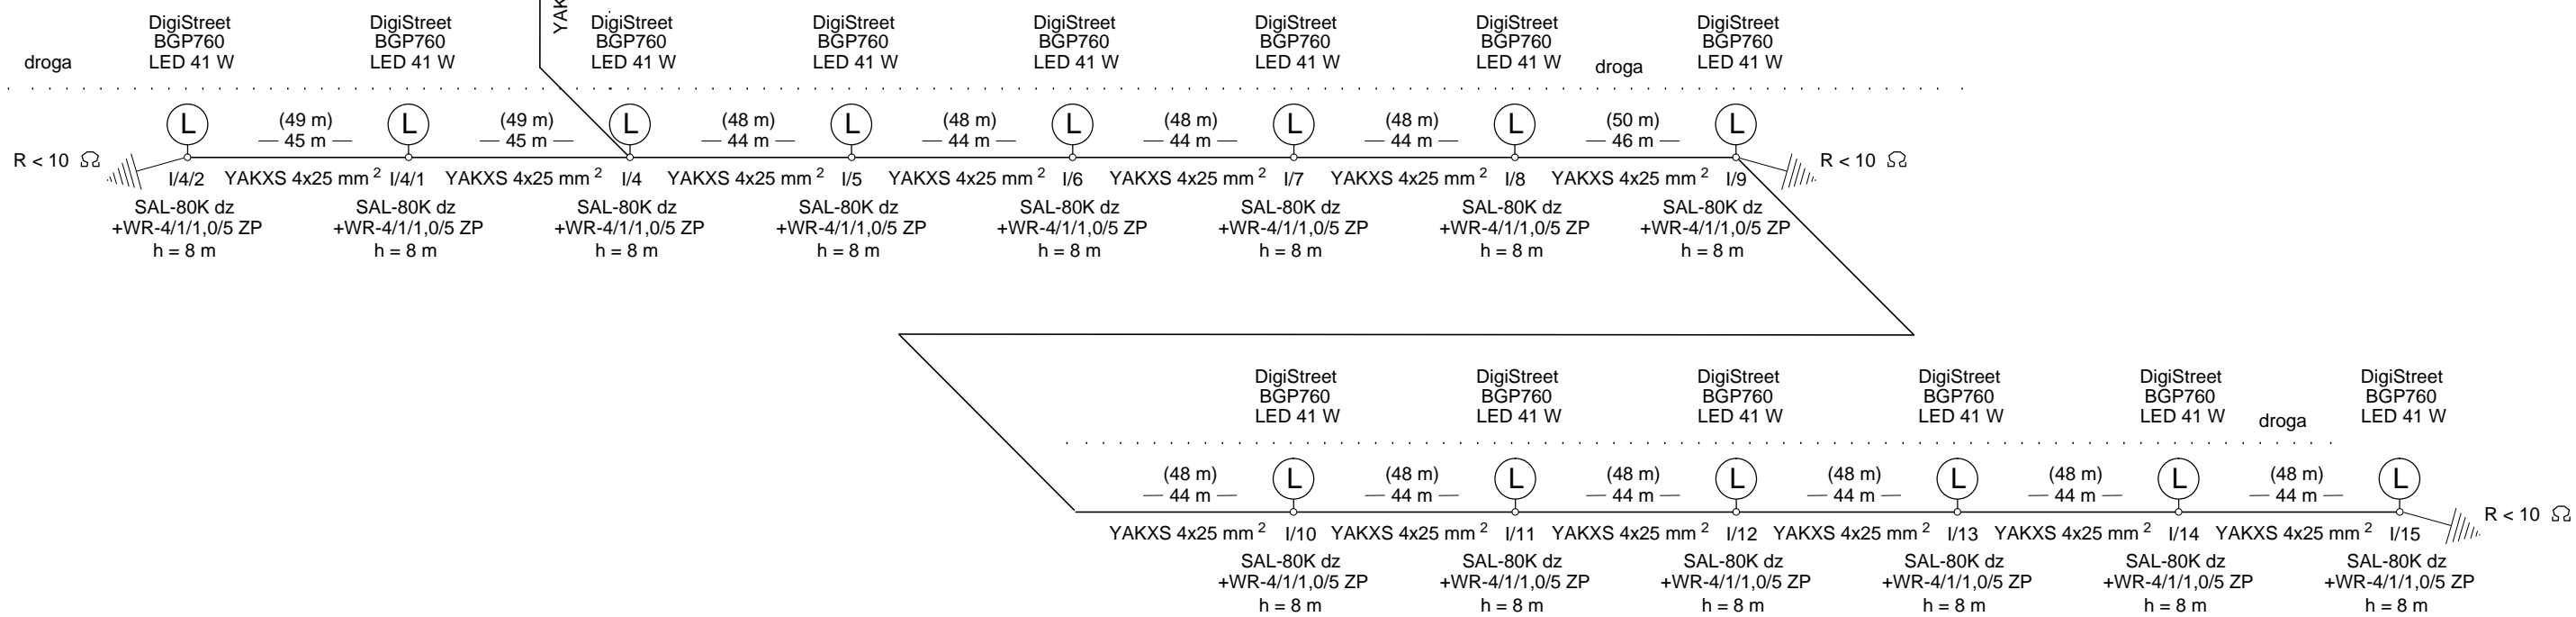 DigiStreet
BGP760
LED 41 W
DigiStreet
BGP760
LED 41 W
YAK
DigiStreet
BGP760
LED 41 W
DigiStreet
BGP760
LED 41 W
DigiStreet
BGP760
LED 41 W
DigiStreet
BGP760
LED 41 W
DigiStreet
BGP760
LED 41 W
DigiStreet
BGP760
LED 41 W
droga
droga
L
(49 m)
45 m
L
(49 m)
45 m
L
(48 m)
44 m
L
(48 m)
44 m
L
(48 m)
44 m
L
(48 m)
44 m
L
(50 m)
46 m
L
R < 10 Ω
R < 10 Ω
I/4/2 YAKXS 4x25 mm² I/4/1 YAKXS 4x25 mm² I/4 YAKXS 4x25 mm² I/5 YAKXS 4x25 mm² I/6 YAKXS 4x25 mm² I/7 YAKXS 4x25 mm² I/8 YAKXS 4x25 mm² I/9
SAL-80K dz
+WR-4/1/1,0/5 ZP
h = 8 m
SAL-80K dz
+WR-4/1/1,0/5 ZP
h = 8 m
SAL-80K dz
+WR-4/1/1,0/5 ZP
h = 8 m
SAL-80K dz
+WR-4/1/1,0/5 ZP
h = 8 m
SAL-80K dz
+WR-4/1/1,0/5 ZP
h = 8 m
SAL-80K dz
+WR-4/1/1,0/5 ZP
h = 8 m
SAL-80K dz
+WR-4/1/1,0/5 ZP
h = 8 m
SAL-80K dz
+WR-4/1/1,0/5 ZP
h = 8 m
DigiStreet
BGP760
LED 41 W
DigiStreet
BGP760
LED 41 W
DigiStreet
BGP760
LED 41 W
DigiStreet
BGP760
LED 41 W
DigiStreet
BGP760
LED 41 W
DigiStreet
BGP760
LED 41 W
droga
(48 m)
44 m
L
(48 m)
44 m
L
(48 m)
44 m
L
(48 m)
44 m
L
(48 m)
44 m
L
(48 m)
44 m
L
R < 10 Ω
YAKXS 4x25 mm² I/10 YAKXS 4x25 mm² I/11 YAKXS 4x25 mm² I/12 YAKXS 4x25 mm² I/13 YAKXS 4x25 mm² I/14 YAKXS 4x25 mm² I/15
SAL-80K dz
+WR-4/1/1,0/5 ZP
h = 8 m
SAL-80K dz
+WR-4/1/1,0/5 ZP
h = 8 m
SAL-80K dz
+WR-4/1/1,0/5 ZP
h = 8 m
SAL-80K dz
+WR-4/1/1,0/5 ZP
h = 8 m
SAL-80K dz
+WR-4/1/1,0/5 ZP
h = 8 m
SAL-80K dz
+WR-4/1/1,0/5 ZP
h = 8 m